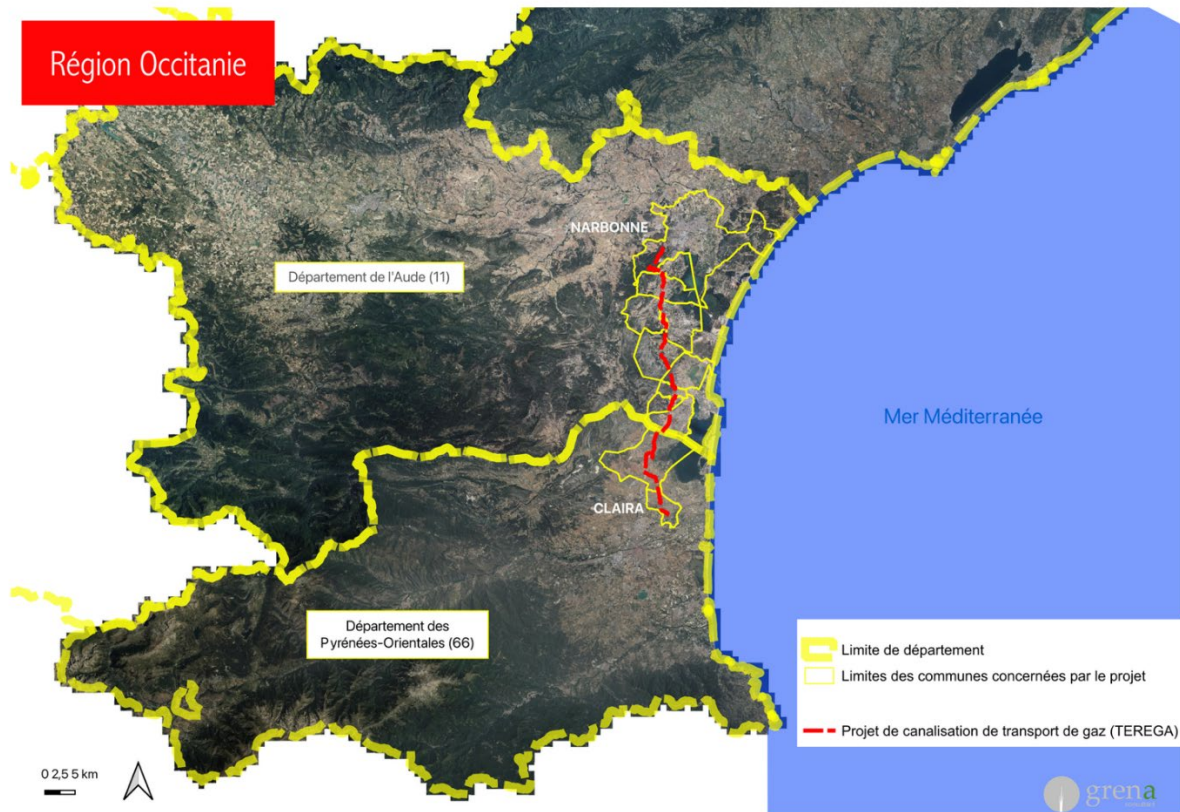 Région Occitanie
NARBONNE
Département de l'Aude (11)
Mer Méditerranée
CLAIRA
Département des
Pyrénées-Orientales (66)
Limite de département
Limites des communes concernées par le projet
Projet de canalisation de transport de gaz (TEREGA)
0 2,5 5 km
grena